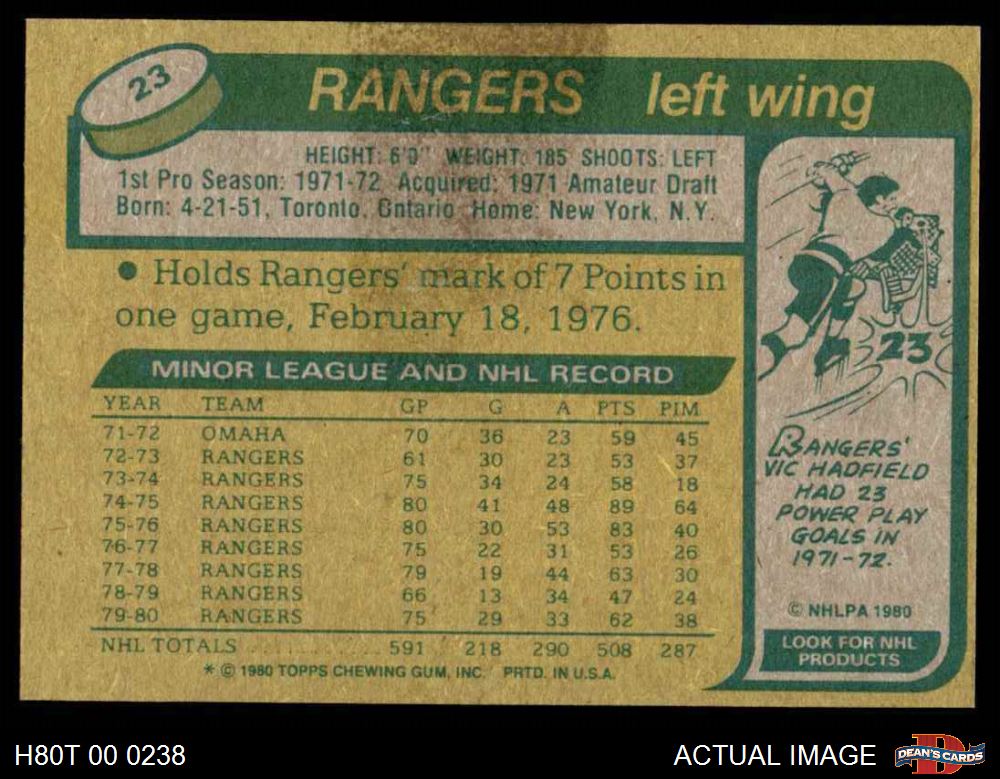 23
RANGERS left wing
HEIGHT: 6'0" WEIGHT: 185 SHOOTS: LEFT
1st Pro Season: 1971-72 Acquired: 1971 Amateur Draft
Born: 4-21-51, Toronto, Ontario Home: New York, N.Y.
• Holds Rangers' mark of 7 Points in
one game, February 18, 1976.
MINOR LEAGUE AND NHL RECORD
YEAR TEAM GP G A PTS PIM
71-72 OMAHA 70 36 23 59 45
72-73 RANGERS 61 30 23 53 37
73-74 RANGERS 75 34 24 58 18
74-75 RANGERS 80 41 48 89 64
75-76 RANGERS 80 30 53 83 40
76-77 RANGERS 75 22 31 53 26
77-78 RANGERS 79 19 44 63 30
78-79 RANGERS 66 13 34 47 24
79-80 RANGERS 75 29 33 62 38
NHL TOTALS ............ 591 218 290 508 287
* © 1980 TOPPS CHEWING GUM, INC. PRTD. IN U.S.A.
23
RANGERS'
VIC HADFIELD
HAD 23
POWER PLAY
GOALS IN
1971-72.
© NHLPA 1980
LOOK FOR NHL
PRODUCTS
H80T 00 0238
ACTUAL IMAGE
DEAN'S CARDS